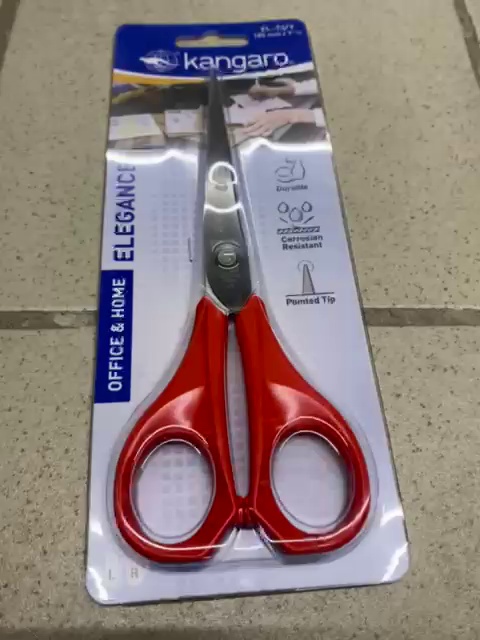 kangaro
ELEGANCE
OFFICE & HOME
Durable
Corrosion
Resistant
Pointed Tip
L R